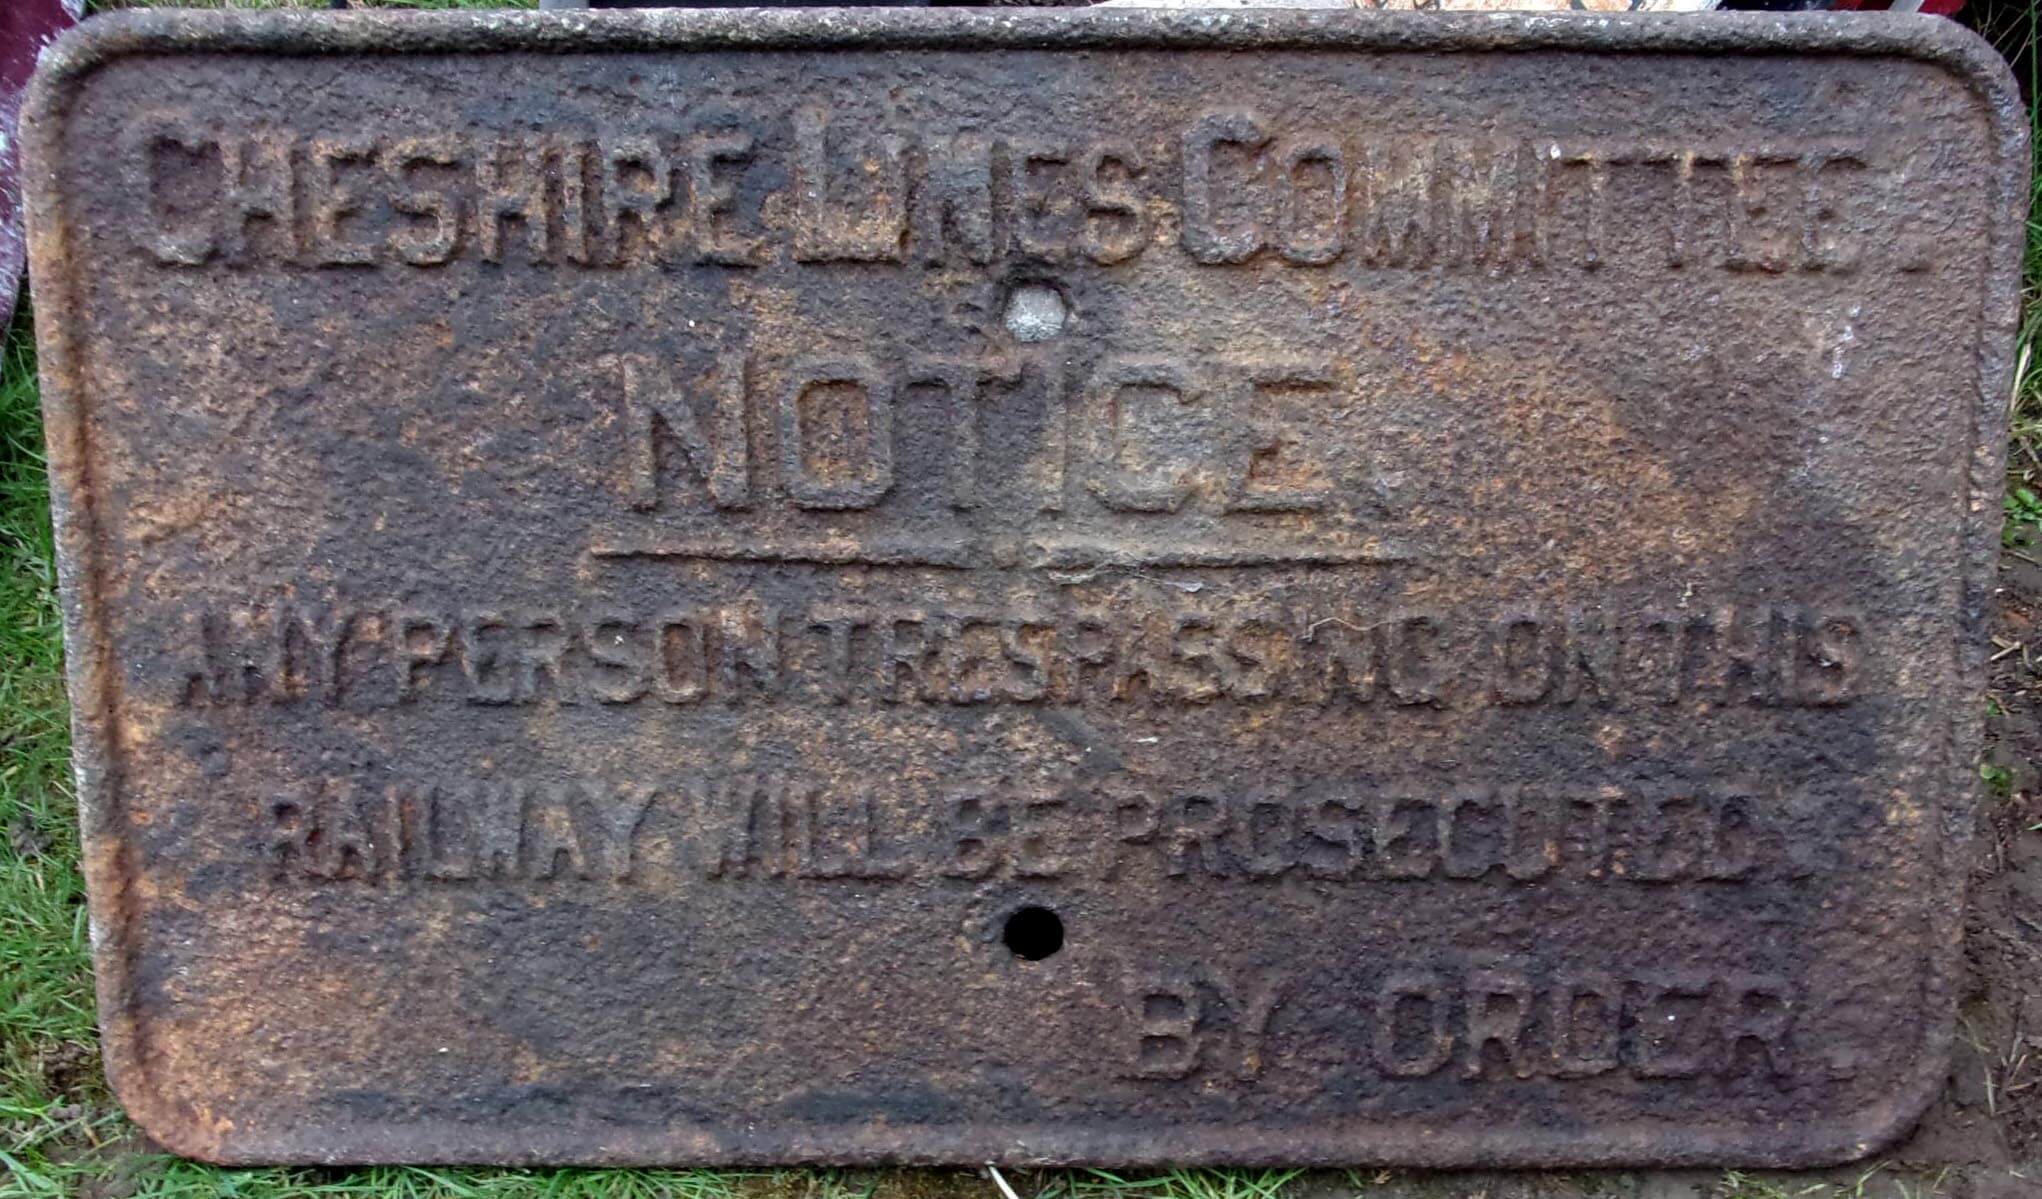 CHESHIRE LINES COMMITTEE.
NOTICE.
ANY PERSON TRESPASSING ON THIS
RAILWAY WILL BE PROSECUTED.
BY ORDER.